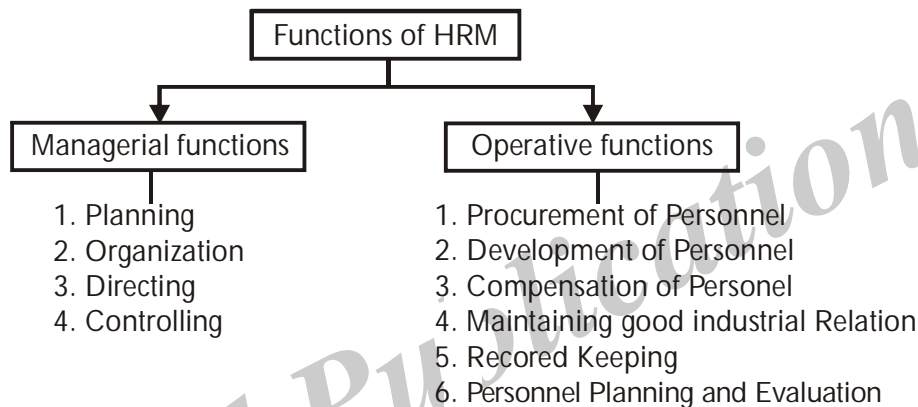 Functions of HRM
Managerial functions
1. Planning
2. Organization
3. Directing
4. Controlling
Operative functions
1. Procurement of Personnel
2. Development of Personnel
3. Compensation of Personel
4. Maintaining good industrial Relation
5. Recored Keeping
6. Personnel Planning and Evaluation
Publication